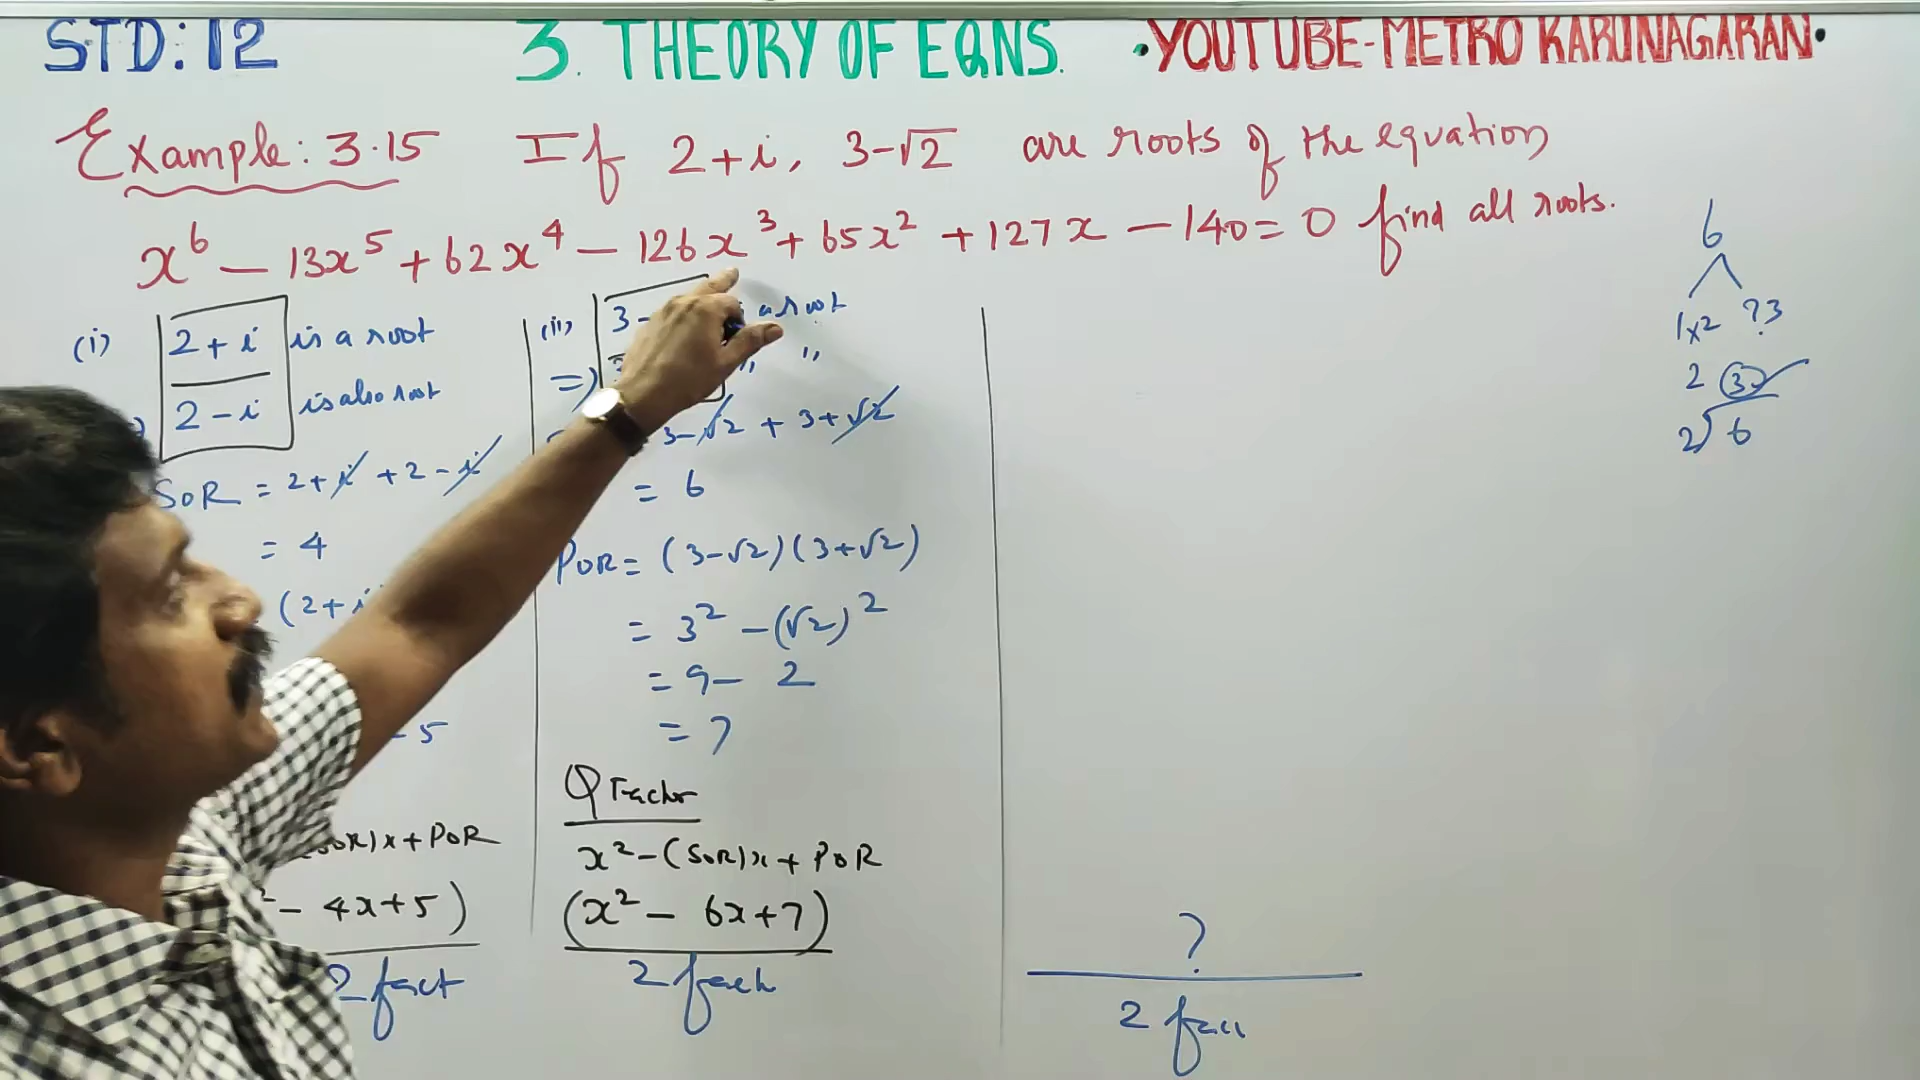 STD: 12 3. THEORY OF EQNS. • YOUTUBE-METRO KARUNAGARAN •
Example: 3.15 If 2+i, 3-√2 are roots of the equation
x⁶ - 13x⁵ + 62x⁴ - 126x³ + 65x² + 127x - 140 = 0 find all roots.
(i) 2+i is a root
2-i is also root
SOR = 2+i+2-i
= 4
(2+i
5
)x + POR
- 4x+5)
2 fact
(ii) 3- a root
=> " "
3-√2 + 3+√2
= 6
POR = (3-√2)(3+√2)
= 3² - (√2)²
= 9 - 2
= 7
Q Factor
x² - (SOR)x + POR
(x² - 6x+7)
2 fact
?
2 fact
6
1x2 ?3
2 3
2)6